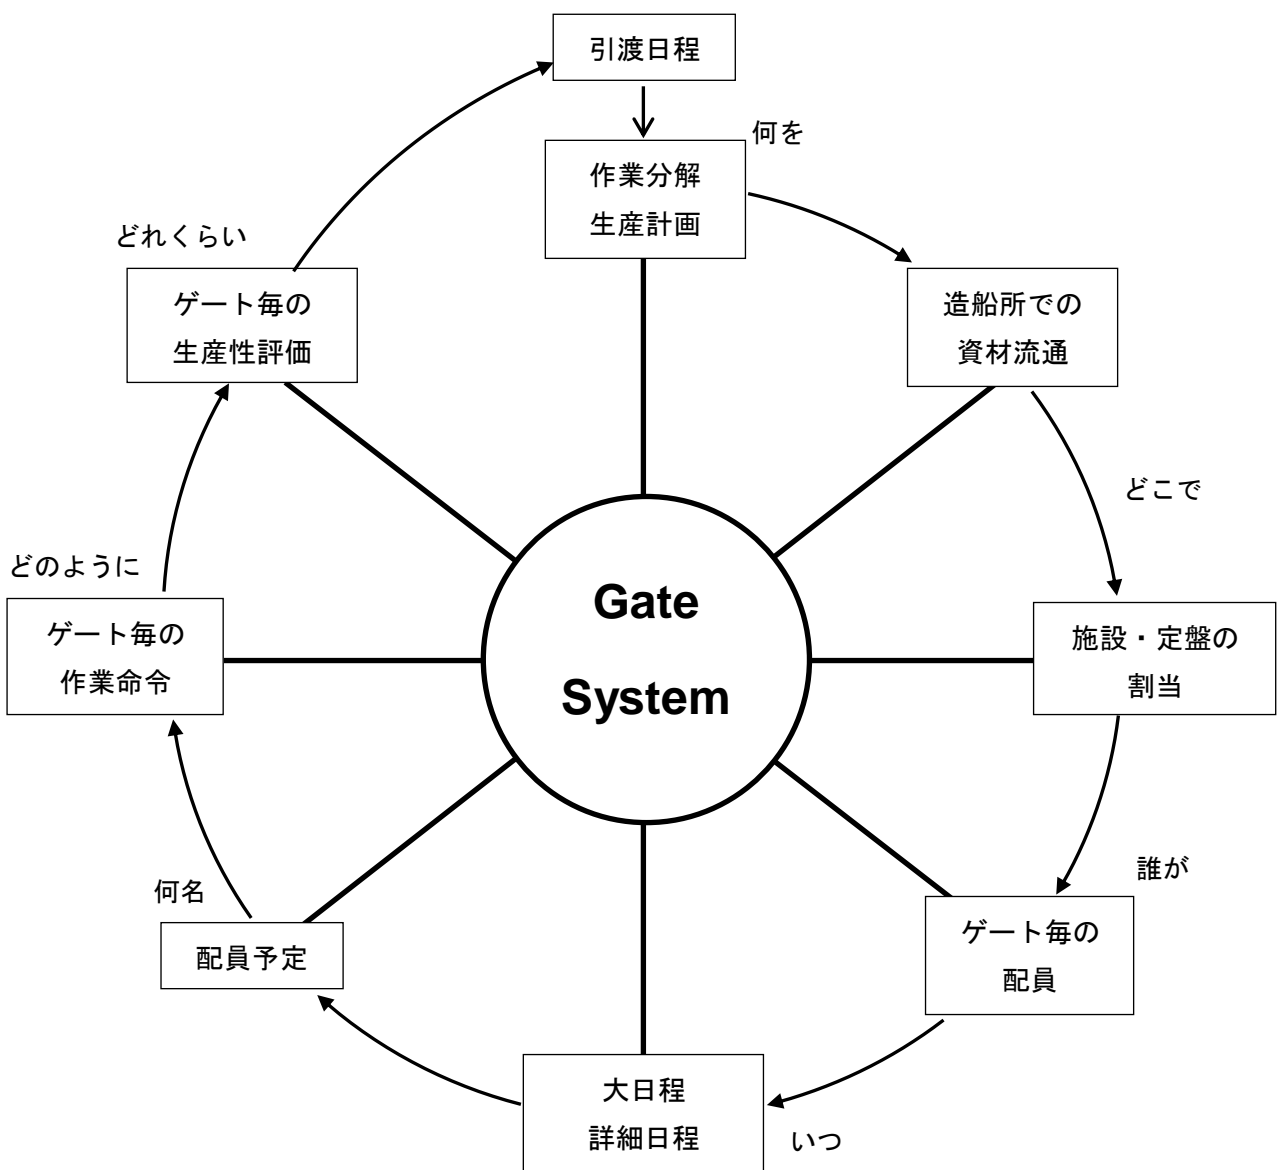 引渡日程
何を
作業分解
生産計画
どれくらい
ゲート毎の
生産性評価
造船所での
資材流通
どこで
どのように
Gate
System
ゲート毎の
作業命令
施設・定盤の
割当
誰が
何名
ゲート毎の
配員
配員予定
大日程
詳細日程
いつ